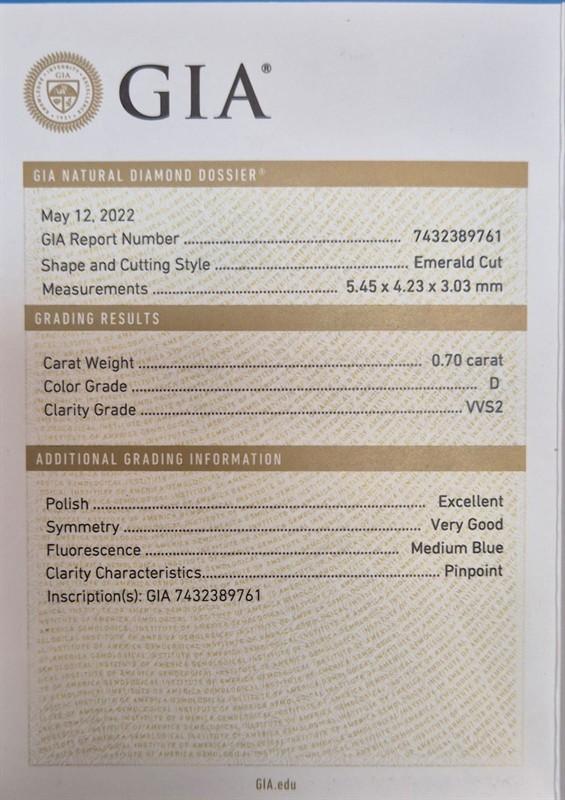 GIA
GIA®
GIA NATURAL DIAMOND DOSSIER®
May 12, 2022
GIA Report Number ........ 7432389761
Shape and Cutting Style ........ Emerald Cut
Measurements ........ 5.45 x 4.23 x 3.03 mm
GRADING RESULTS
Carat Weight ........ 0.70 carat
Color Grade ........ D
Clarity Grade ........ VVS2
ADDITIONAL GRADING INFORMATION
Polish ........ Excellent
Symmetry ........ Very Good
Fluorescence ........ Medium Blue
Clarity Characteristics ........ Pinpoint
Inscription(s): GIA 7432389761
GIA.edu